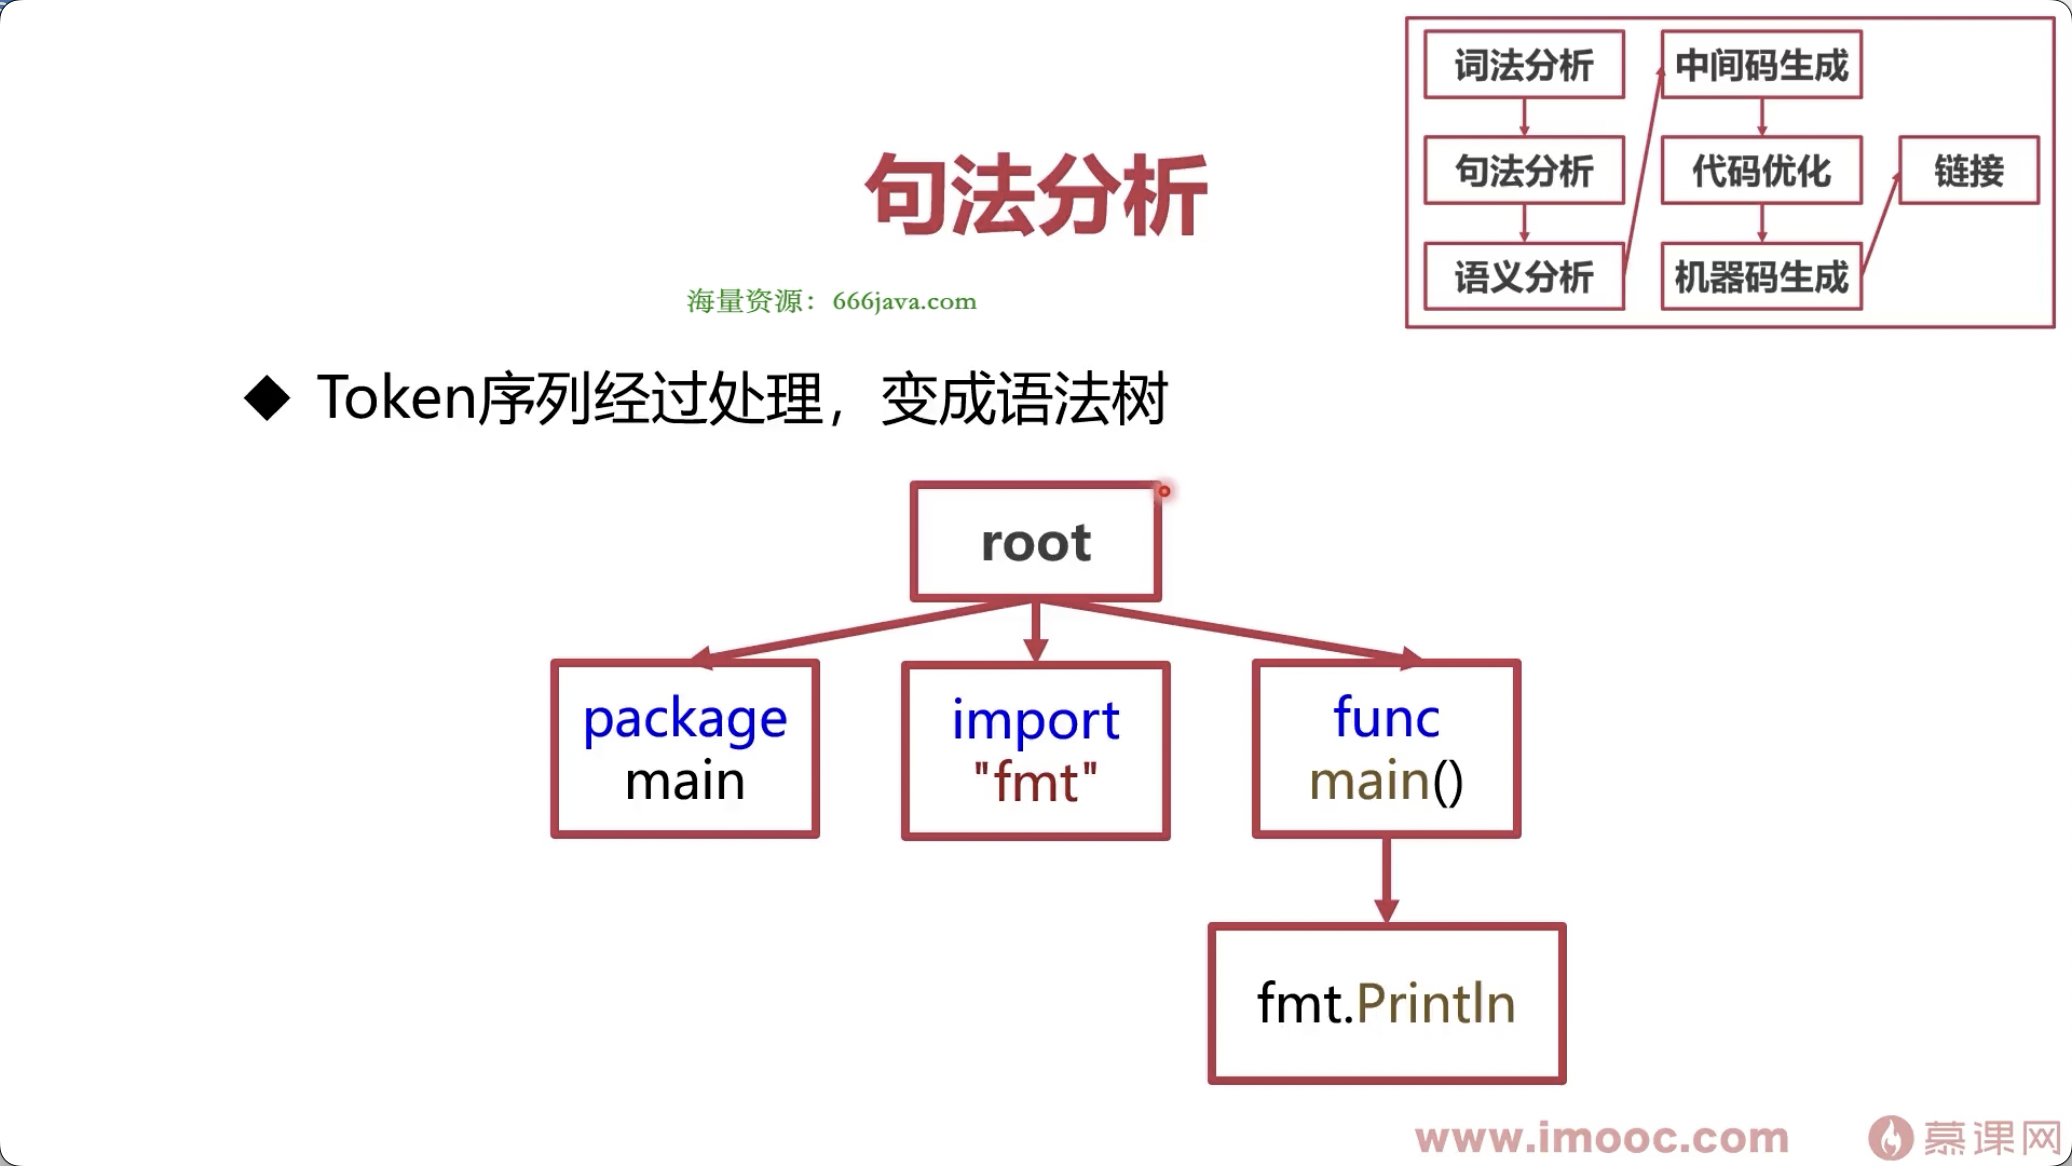 词法分析
中间码生成
句法分析
代码优化
链接
语义分析
机器码生成
句法分析
海量资源：666java.com
◆ Token序列经过处理，变成语法树
root
package
main
import
"fmt"
func
main()
fmt.Println
www.imooc.com
慕课网